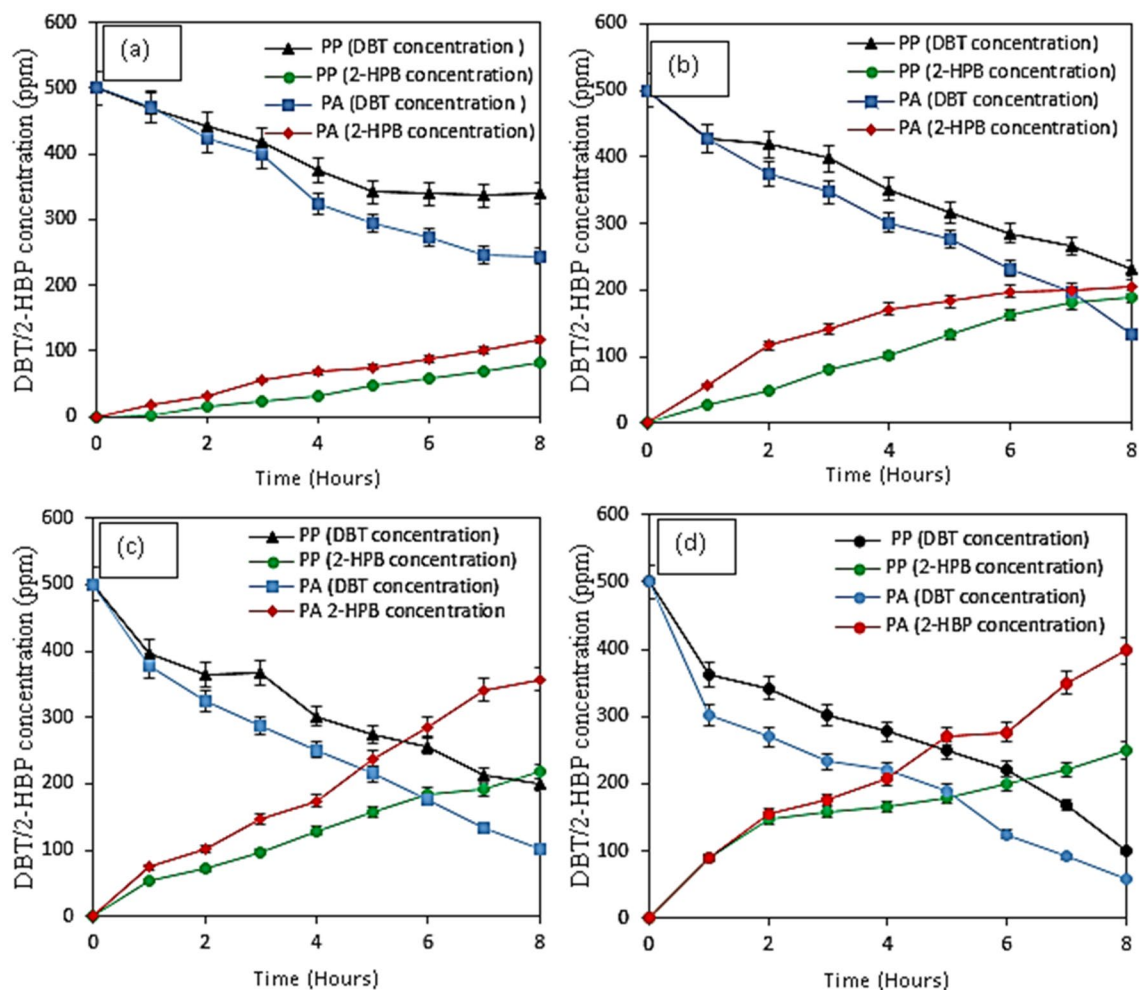 DBT/2-HBP concentration (ppm)
600
500
400
300
200
100
0
(a)
PP (DBT concentration )
PP (2-HPB concentration)
PA (DBT concentration )
PA (2-HPB concentration)
0 2 4 6 8
Time (Hours)
DBT/2-HBP concentration (ppm)
600
500
400
300
200
100
0
(b)
PP (DBT concentration)
PP (2-HPB concentration)
PA (DBT concentration)
PA (2-HPB concentration)
0 2 4 6 8
Time (Hours)
DBT/2-HBP concentration (ppm)
600
500
400
300
200
100
0
(c)
PP (DBT concentration)
PP (2-HPB concentration)
PA (DBT concentration)
PA 2-HPB concentration
0 2 4 6 8
Time (Hours)
DBT/2-HBP concentration (ppm)
600
500
400
300
200
100
0
(d)
PP (DBT concentration)
PP (2-HPB concentration)
PA (DBT concentration)
PA (2-HBP concentration)
0 2 4 6 8
Time (Hours)